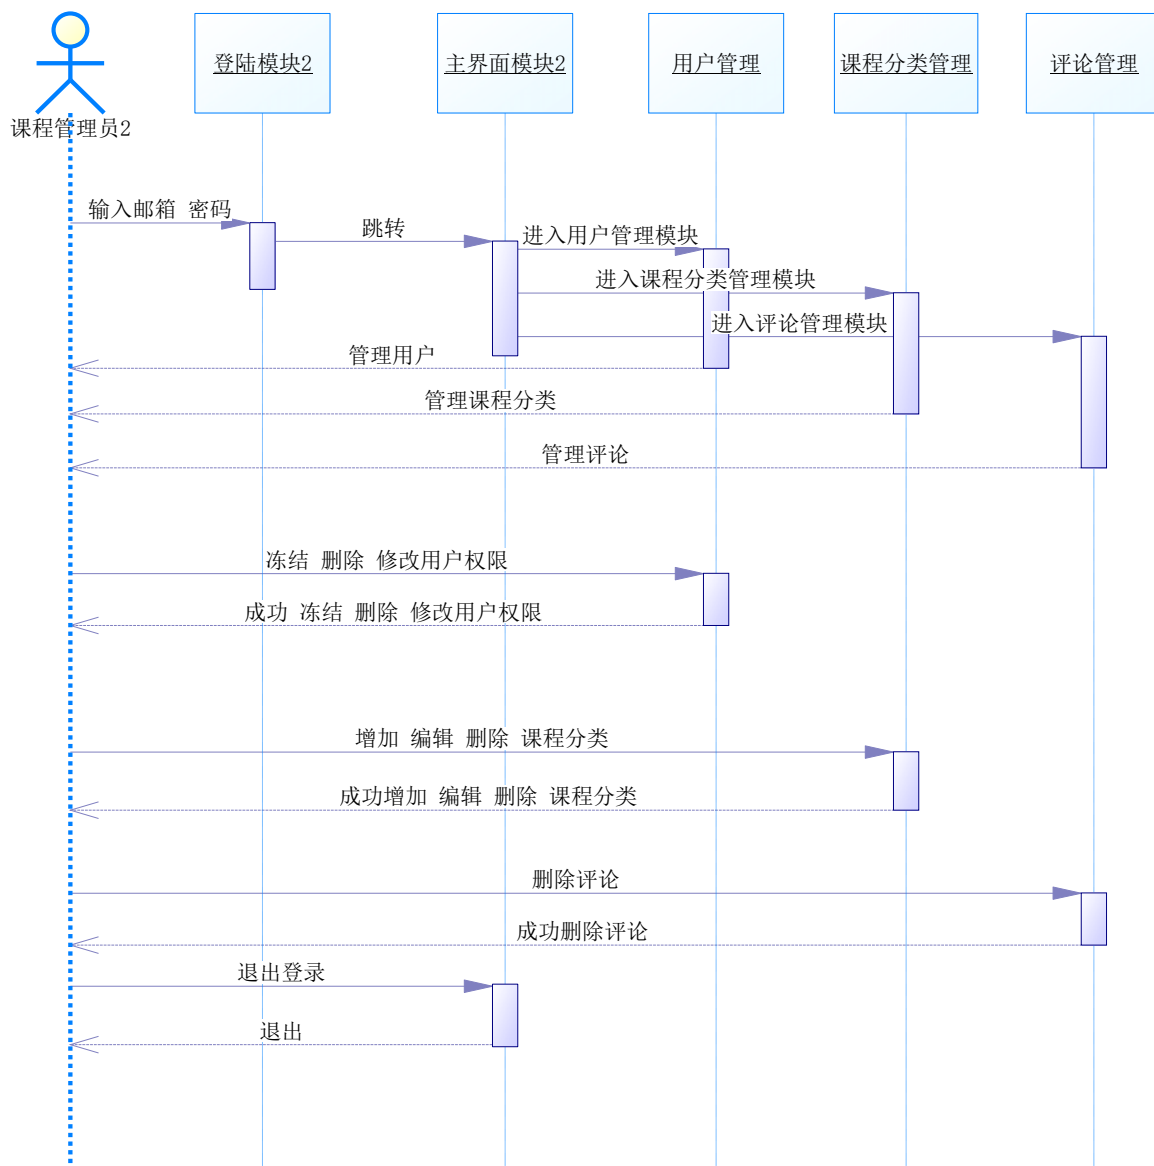 登陆模块2
主界面模块2
用户管理
课程分类管理
评论管理
课程管理员2
输入邮箱 密码
跳转
进入用户管理模块
进入课程分类管理模块
进入评论管理模块
管理用户
管理课程分类
管理评论
冻结 删除 修改用户权限
成功 冻结 删除 修改用户权限
增加 编辑 删除 课程分类
成功增加 编辑 删除 课程分类
删除评论
成功删除评论
退出登录
退出